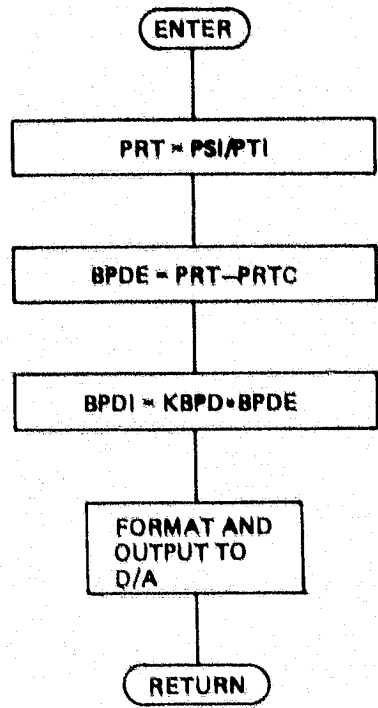 ENTER
PRT = PSI/PTI
BPDE = PRT-PRTC
BPDI = KBPD*BPDE
FORMAT AND
OUTPUT TO
D/A
RETURN